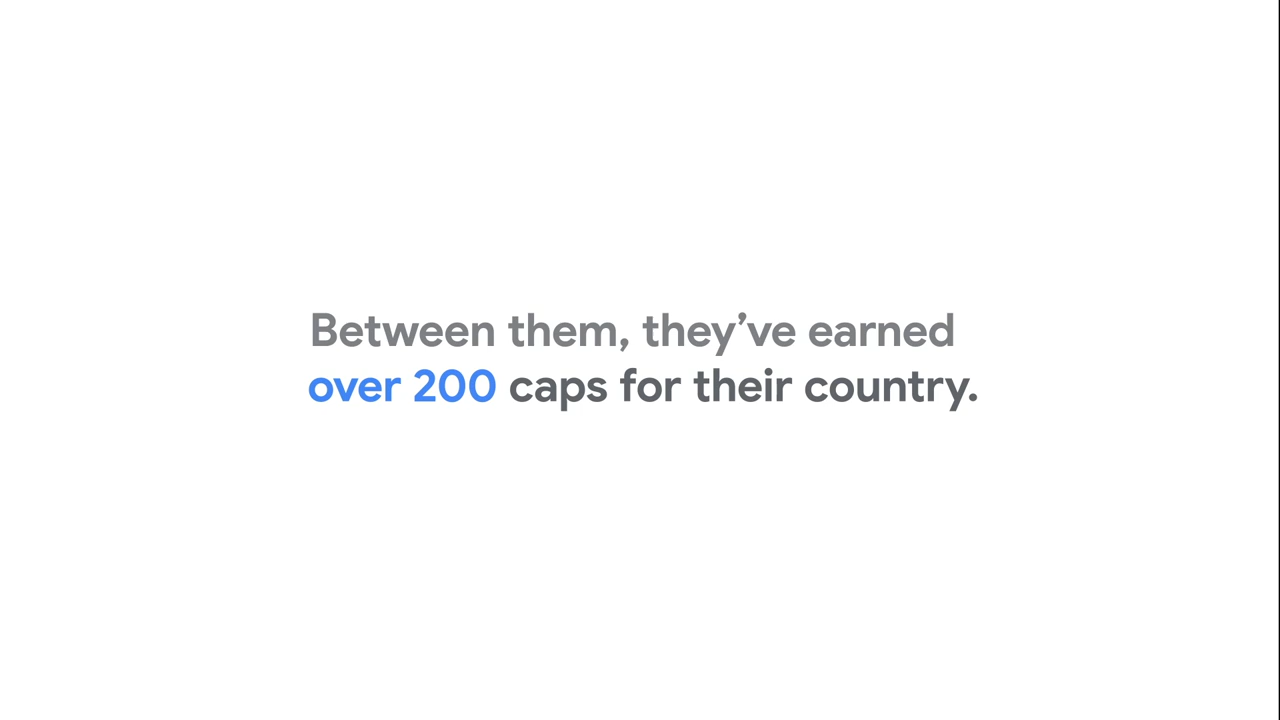 Between them, they’ve earned
over 200 caps for their country.